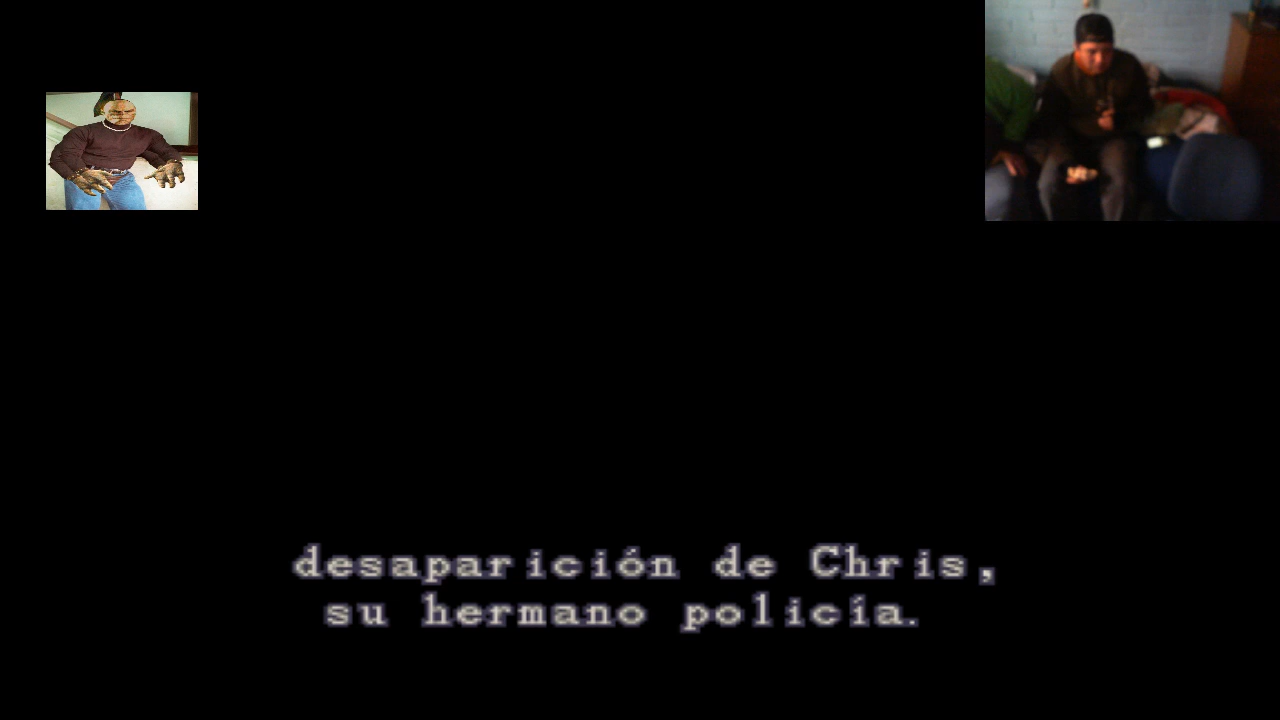 desaparición de Chris,
su hermano policía.